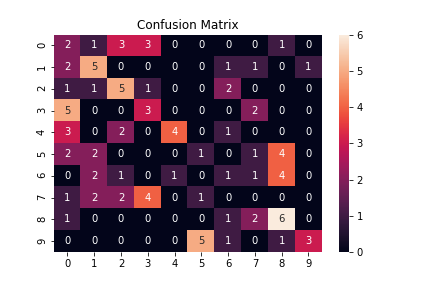 Confusion Matrix
0 2 1 3 3 0 0 0 0 1 0
1 2 5 0 0 0 0 1 1 0 1
2 1 1 5 1 0 0 2 0 0 0
3 5 0 0 3 0 0 0 2 0 0
4 3 0 2 0 4 0 1 0 0 0
5 2 2 0 0 0 1 0 1 4 0
6 0 2 1 0 1 0 1 1 4 0
7 1 2 2 4 0 1 0 0 0 0
8 1 0 0 0 0 0 1 2 6 0
9 0 0 0 0 0 5 1 0 1 3
0 1 2 3 4 5 6 7 8 9
6
5
4
3
2
1
0